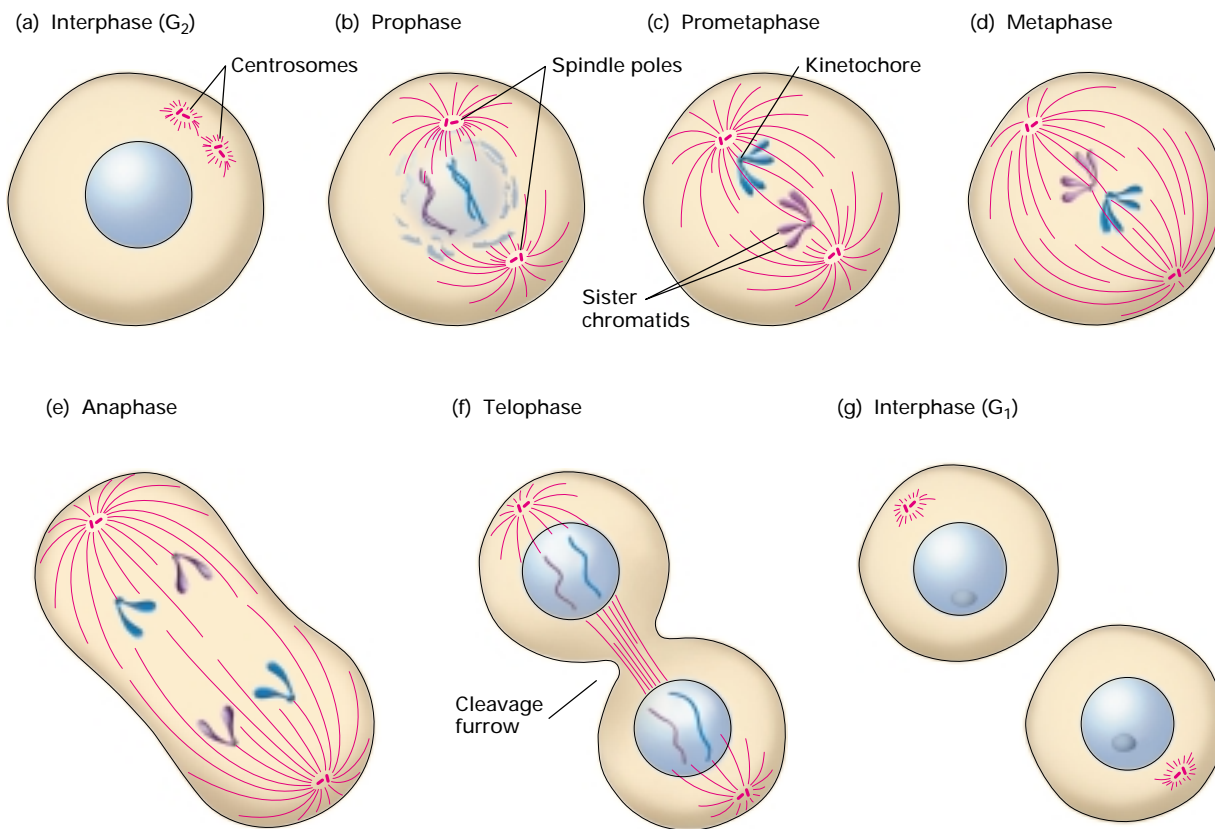 (a) Interphase (G₂)
(b) Prophase
(c) Prometaphase
(d) Metaphase
Centrosomes
Spindle poles
Kinetochore
Sister
chromatids
(e) Anaphase
(f) Telophase
(g) Interphase (G₁)
Cleavage
furrow